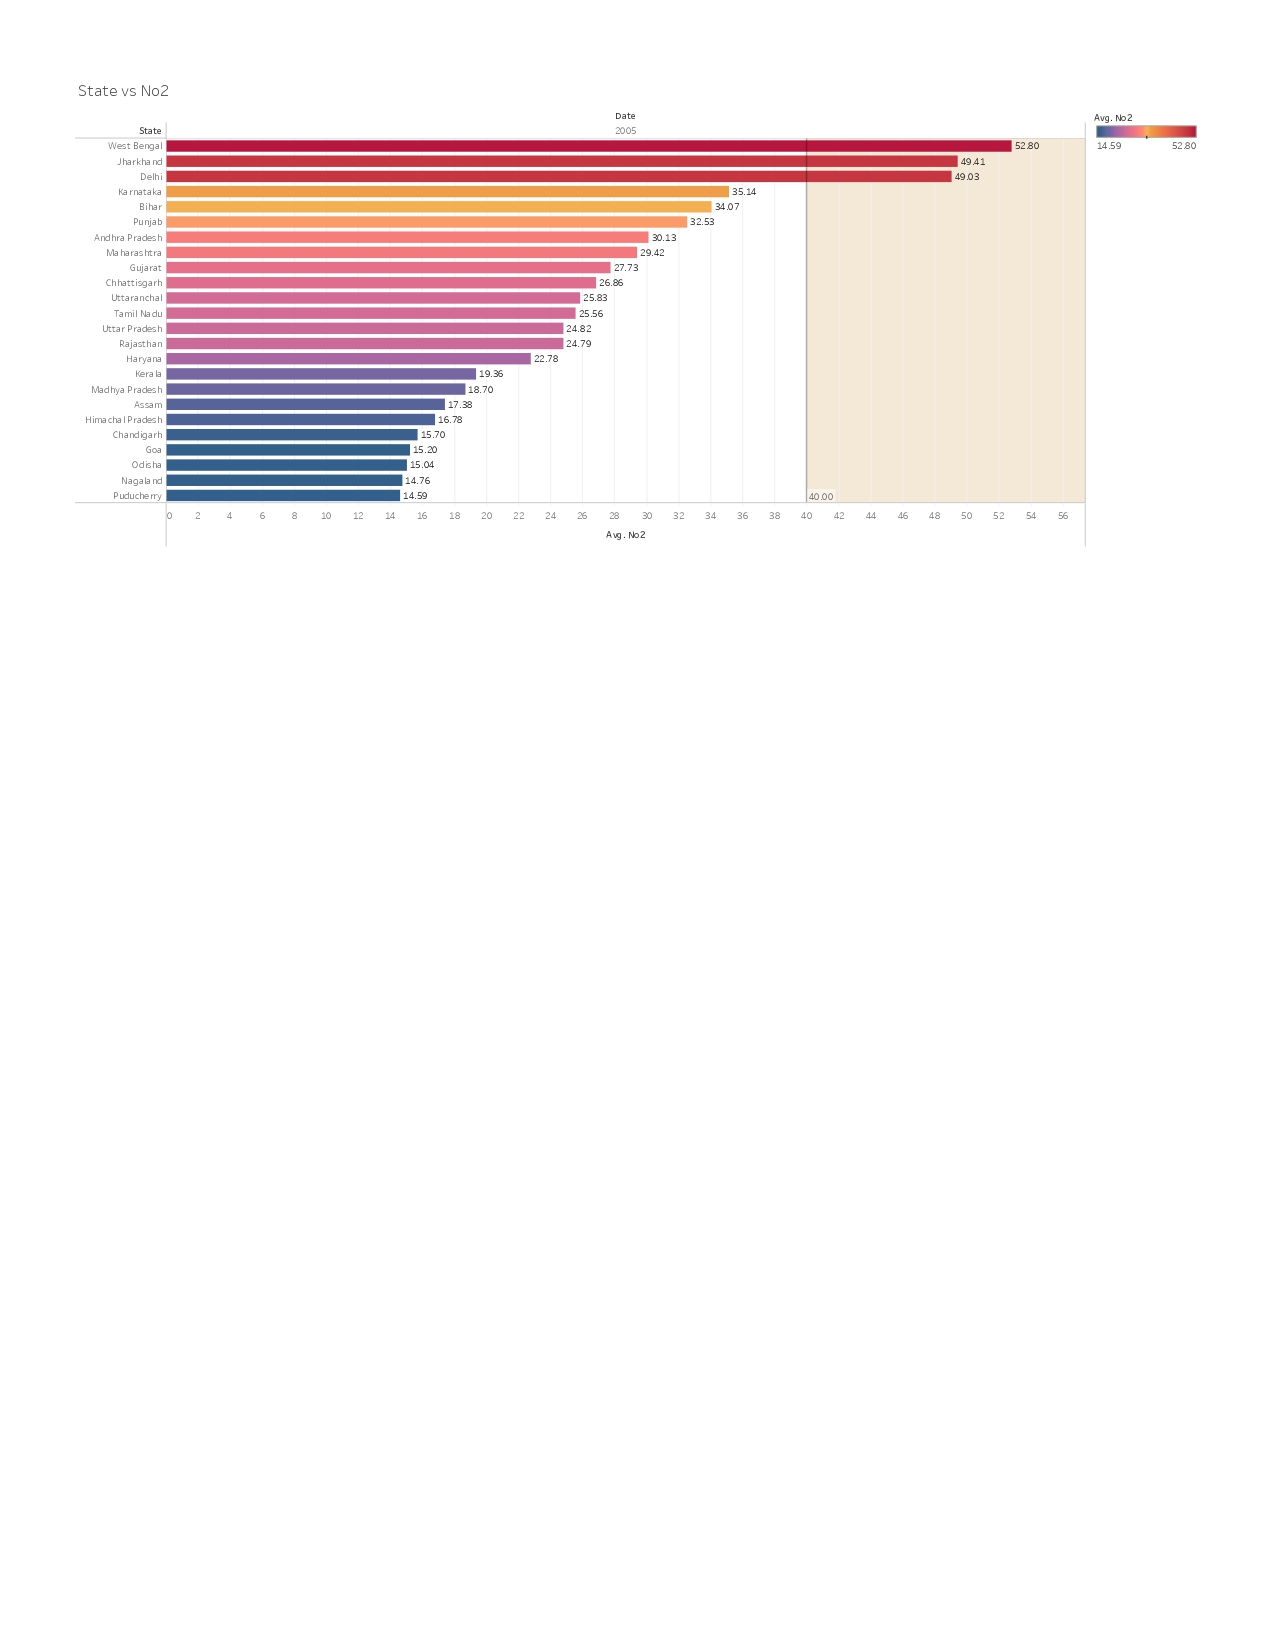 State vs No2
Date
State 2005
Avg. No2
14.59 52.80
West Bengal 52.80
Jharkhand 49.41
Delhi 49.03
Karnataka 35.14
Bihar 34.07
Punjab 32.53
Andhra Pradesh 30.13
Maharashtra 29.42
Gujarat 27.73
Chhattisgarh 26.86
Uttaranchal 25.83
Tamil Nadu 25.56
Uttar Pradesh 24.82
Rajasthan 24.79
Haryana 22.78
Kerala 19.36
Madhya Pradesh 18.70
Assam 17.38
Himachal Pradesh 16.78
Chandigarh 15.70
Goa 15.20
Odisha 15.04
Nagaland 14.76
Puducherry 14.59
40.00
0 2 4 6 8 10 12 14 16 18 20 22 24 26 28 30 32 34 36 38 40 42 44 46 48 50 52 54 56
Avg. No2